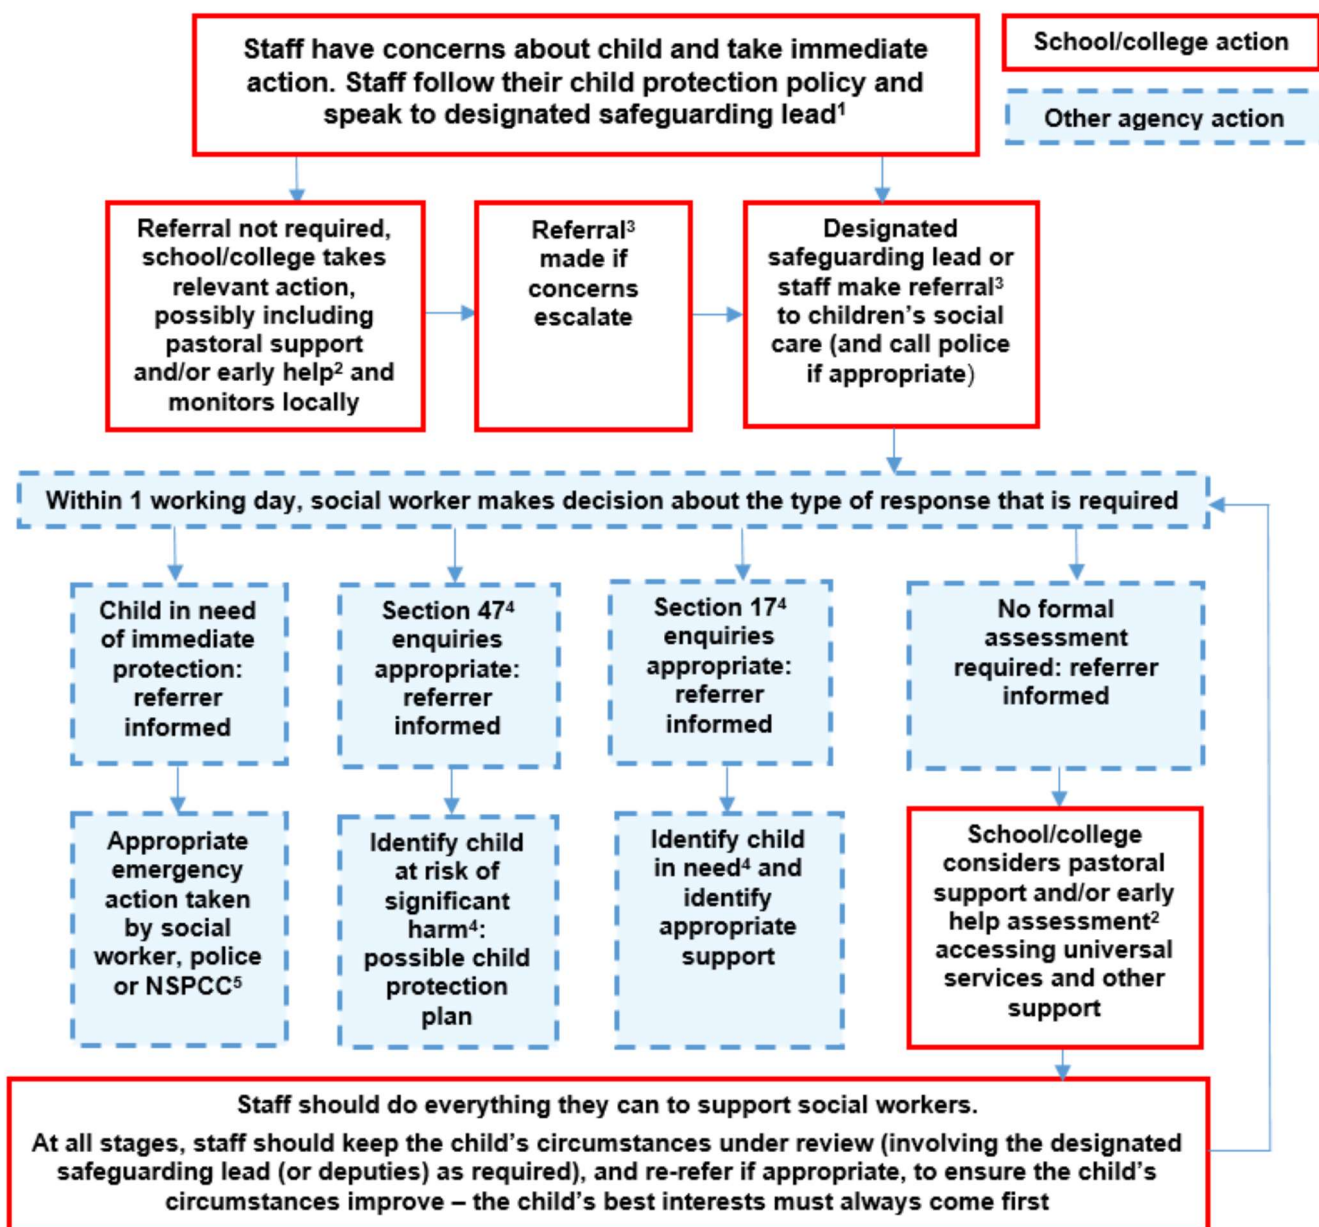 Staff have concerns about child and take immediate
action. Staff follow their child protection policy and
speak to designated safeguarding lead¹
School/college action
Other agency action
Referral not required,
school/college takes
relevant action,
possibly including
pastoral support
and/or early help² and
monitors locally
Referral³
made if
concerns
escalate
Designated
safeguarding lead or
staff make referral³
to children’s social
care (and call police
if appropriate)
Within 1 working day, social worker makes decision about the type of response that is required
Child in need
of immediate
protection:
referrer
informed
Section 47⁴
enquiries
appropriate:
referrer
informed
Section 17⁴
enquiries
appropriate:
referrer
informed
No formal
assessment
required: referrer
informed
Appropriate
emergency
action taken
by social
worker, police
or NSPCC⁵
Identify child
at risk of
significant
harm⁴:
possible child
protection
plan
Identify child
in need⁴ and
identify
appropriate
support
School/college
considers pastoral
support and/or early
help assessment²
accessing universal
services and other
support
Staff should do everything they can to support social workers.
At all stages, staff should keep the child’s circumstances under review (involving the designated
safeguarding lead (or deputies) as required), and re-refer if appropriate, to ensure the child’s
circumstances improve – the child’s best interests must always come first